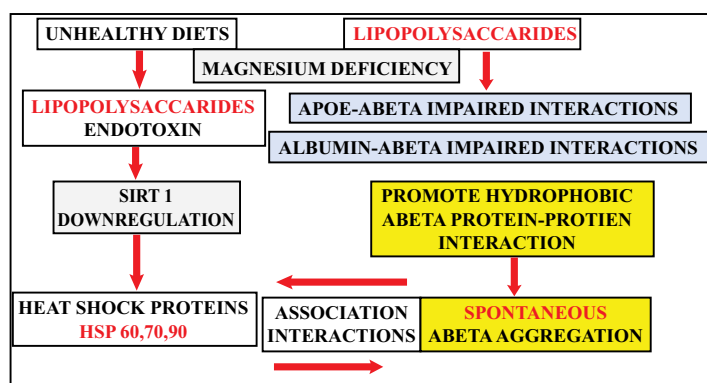 UNHEALTHY DIETS
LIPOPOLYSACCARIDES
MAGNESIUM DEFICIENCY
LIPOPOLYSACCARIDES
ENDOTOXIN
APOE-ABETA IMPAIRED INTERACTIONS
ALBUMIN-ABETA IMPAIRED INTERACTIONS
SIRT 1
DOWNREGULATION
PROMOTE HYDROPHOBIC
ABETA PROTEIN-PROTIEN
INTERACTION
HEAT SHOCK PROTEINS
HSP 60,70,90
ASSOCIATION
INTERACTIONS
SPONTANEOUS
ABETA AGGREGATION